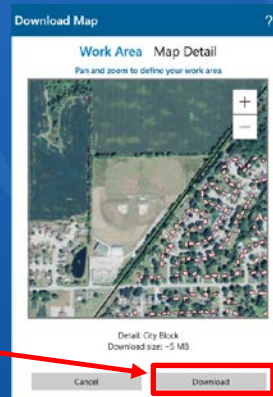 Download Map ?
Work Area Map Detail
Pan and zoom to define your work area
+
−
Detail: City Block
Download size: ~5 MB
Cancel Download